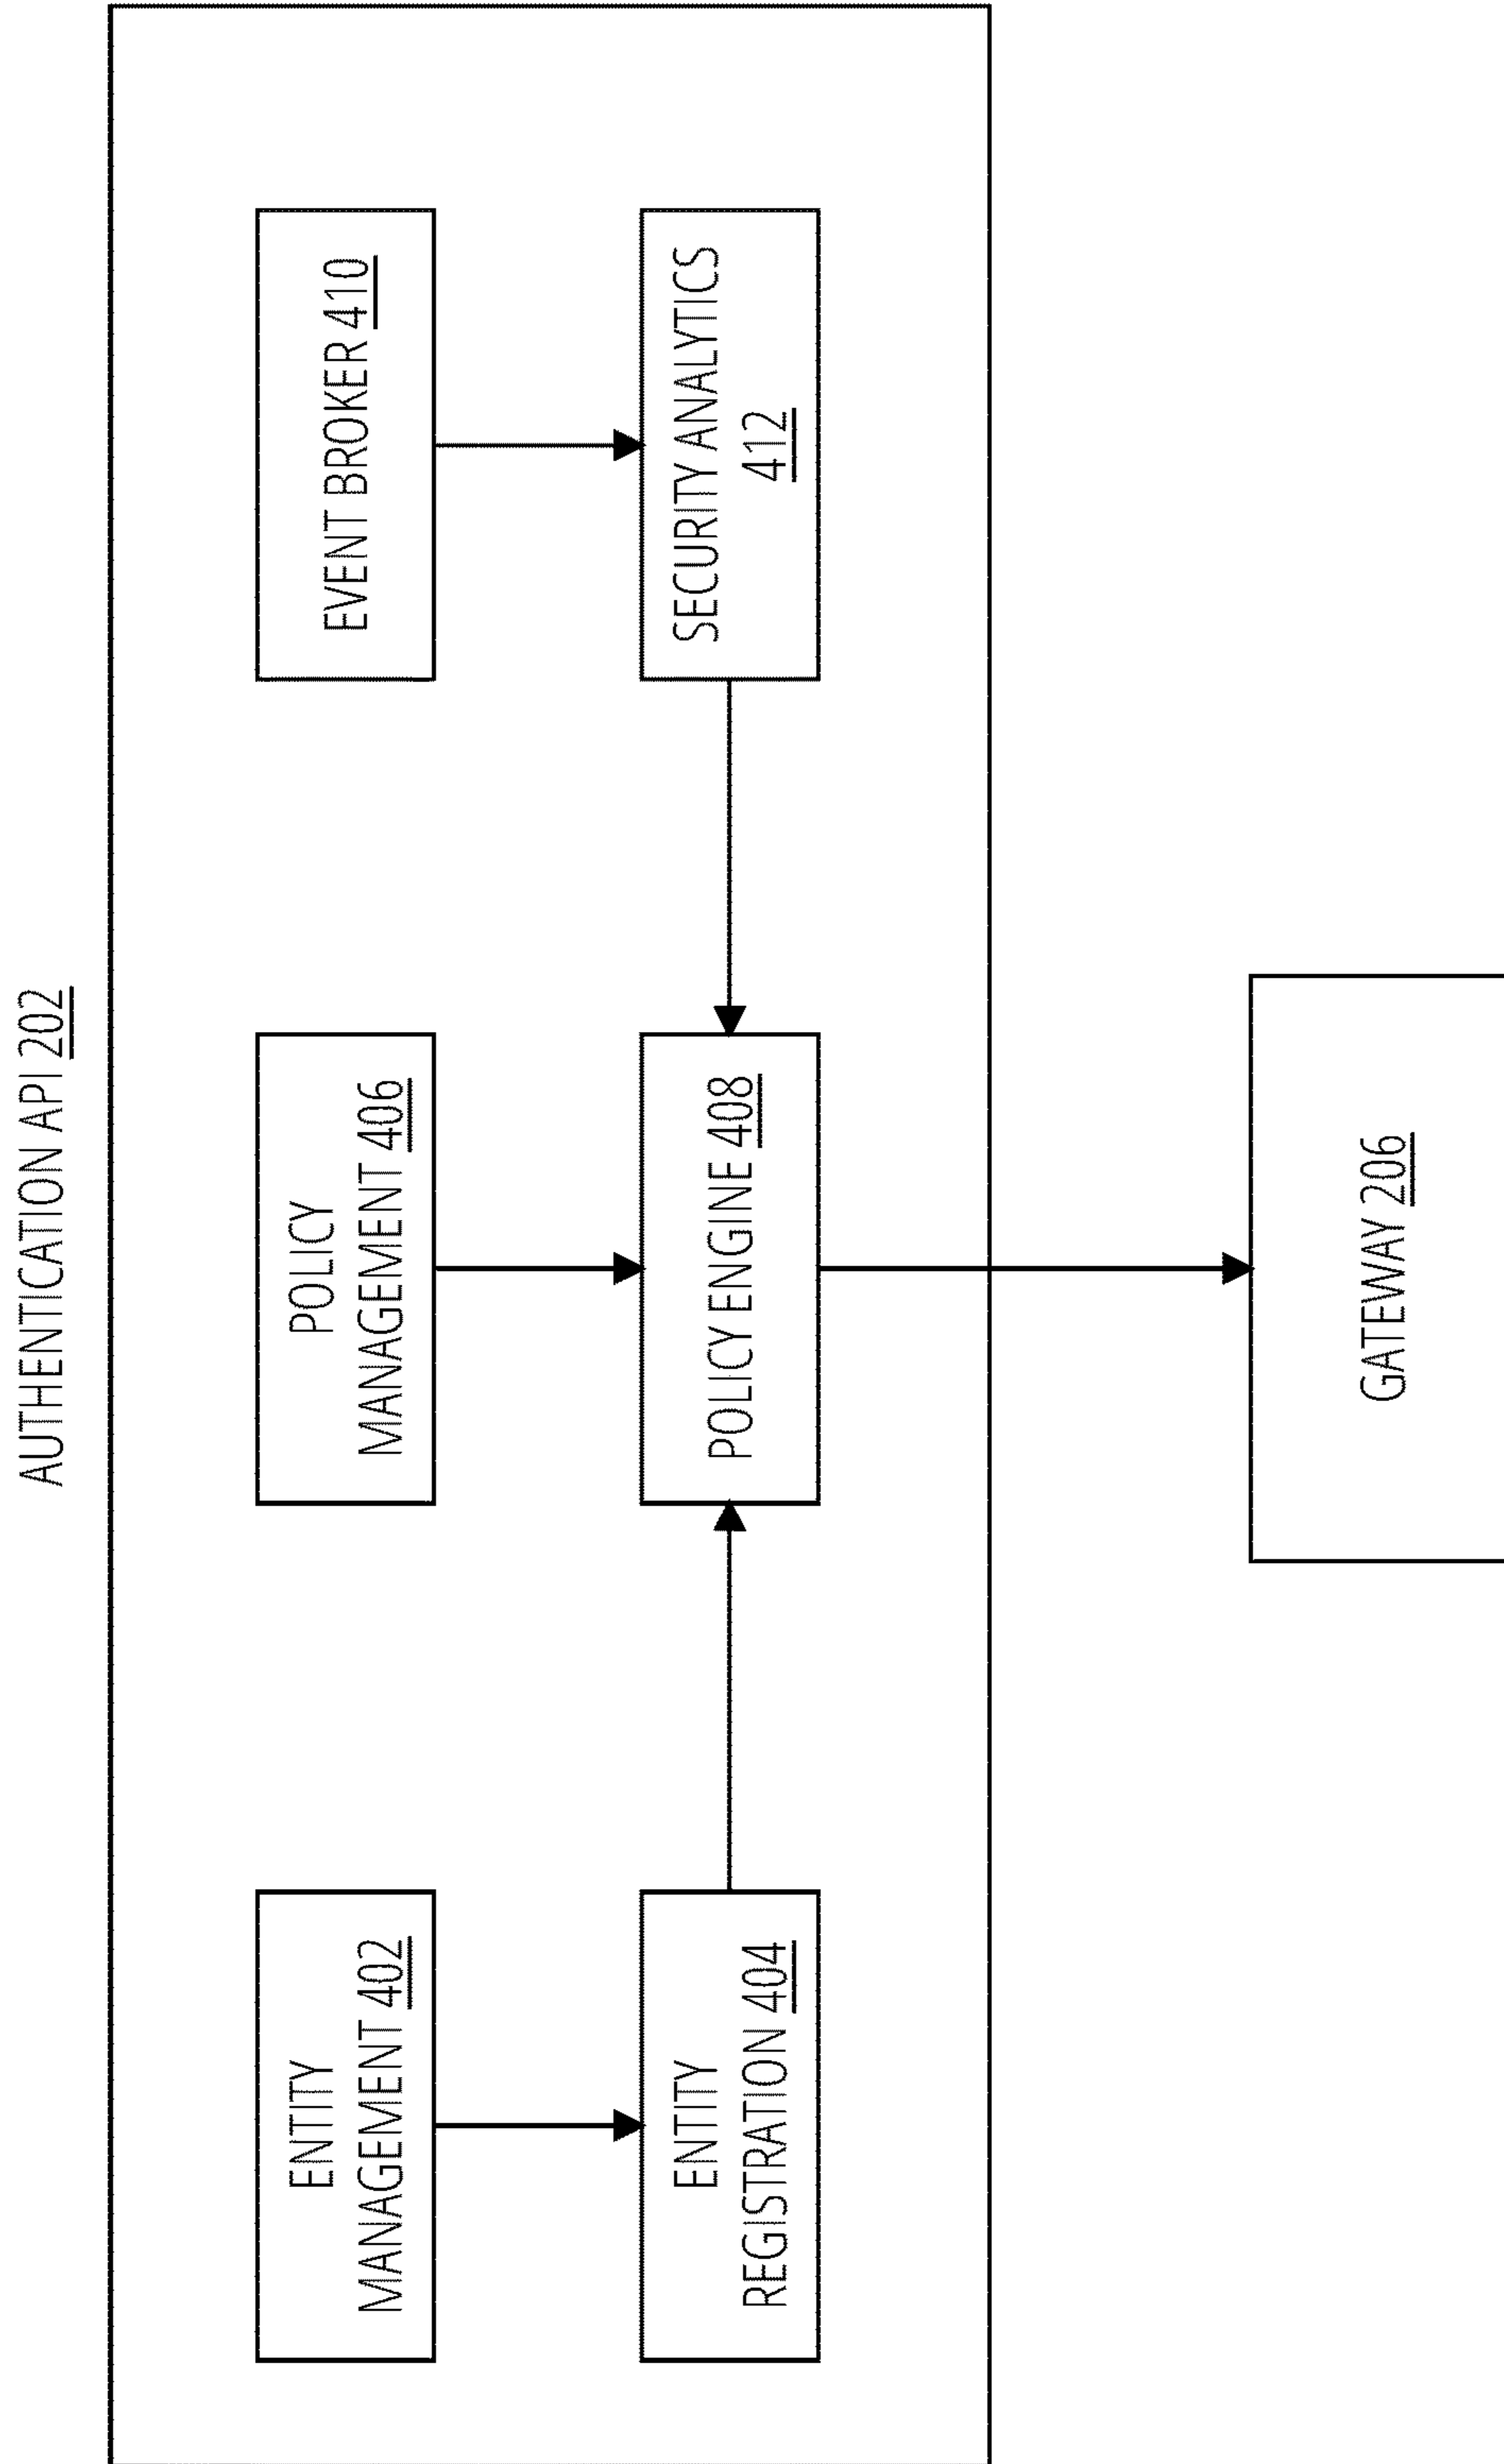 AUTHENTICATION API 202
ENTITY
MANAGEMENT 402
POLICY
MANAGEMENT 406
EVENT BROKER 410
ENTITY
REGISTRATION 404
POLICY ENGINE 408
SECURITY ANALYTICS
412
GATEWAY 206